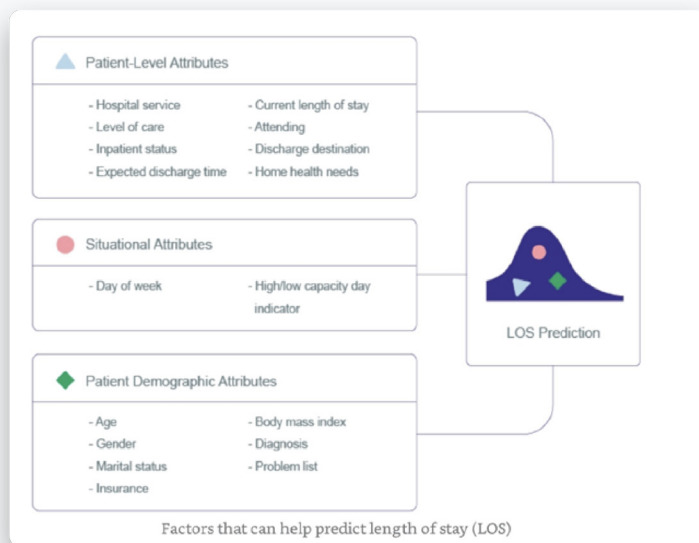 Patient-Level Attributes
- Hospital service
- Level of care
- Inpatient status
- Expected discharge time
- Current length of stay
- Attending
- Discharge destination
- Home health needs
Situational Attributes
- Day of week
- High/low capacity day
indicator
Patient Demographic Attributes
- Age
- Gender
- Marital status
- Insurance
- Body mass index
- Diagnosis
- Problem list
LOS Prediction
Factors that can help predict length of stay (LOS)